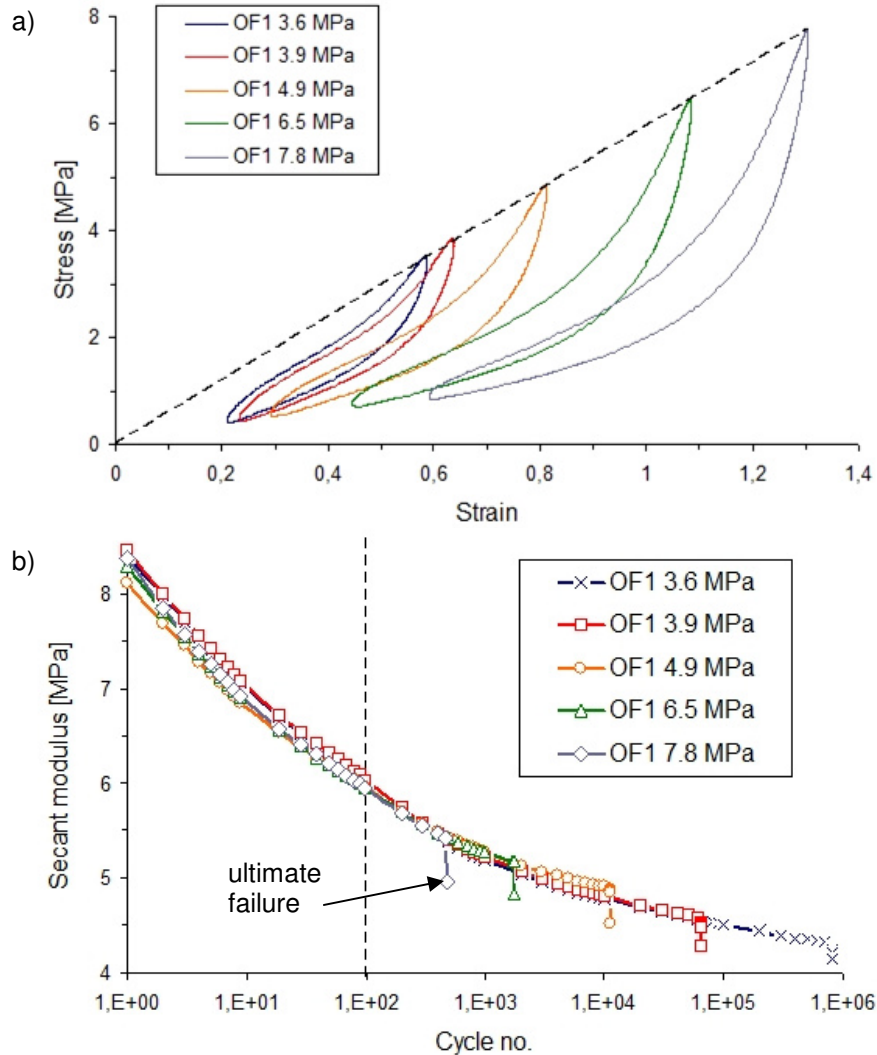 a)
OF1 3.6 MPa
OF1 3.9 MPa
OF1 4.9 MPa
OF1 6.5 MPa
OF1 7.8 MPa
Stress [MPa]
8
6
4
2
0
0
0,2
0,4
0,6
0,8
1
1,2
1,4
Strain
b)
OF1 3.6 MPa
OF1 3.9 MPa
OF1 4.9 MPa
OF1 6.5 MPa
OF1 7.8 MPa
ultimate
failure
Secant modulus [MPa]
8
7
6
5
4
1,E+00
1,E+01
1,E+02
1,E+03
1,E+04
1,E+05
1,E+06
Cycle no.